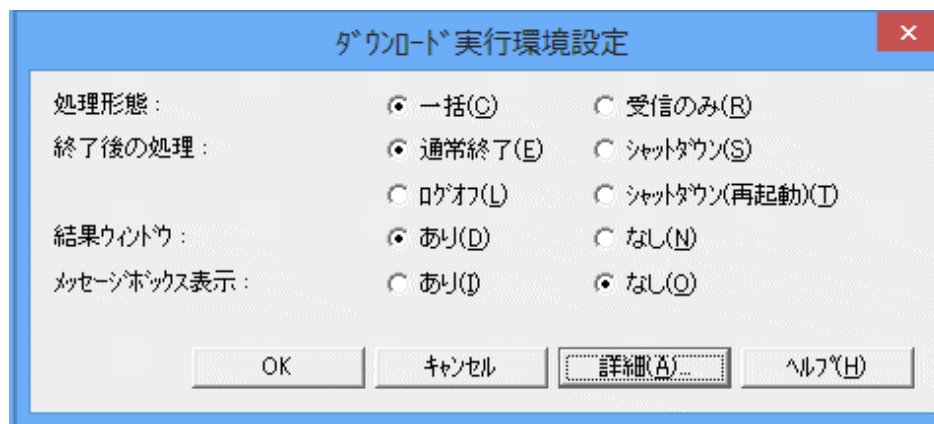 ﾀﾞｳﾝﾛｰﾄﾞ実行環境設定
処理形態： 一括(C) 受信のみ(R)
終了後の処理： 通常終了(E) ｼｬｯﾄﾀﾞｳﾝ(S)
ﾛｸﾞｵﾌ(L) ｼｬｯﾄﾀﾞｳﾝ(再起動)(T)
結果ｳｨﾝﾄﾞｳ： あり(D) なし(N)
ﾒｯｾｰｼﾞﾎﾞｯｸｽ表示： あり(I) なし(O)
OK ｷｬﾝｾﾙ 詳細(A)... ﾍﾙﾌﾟ(H)